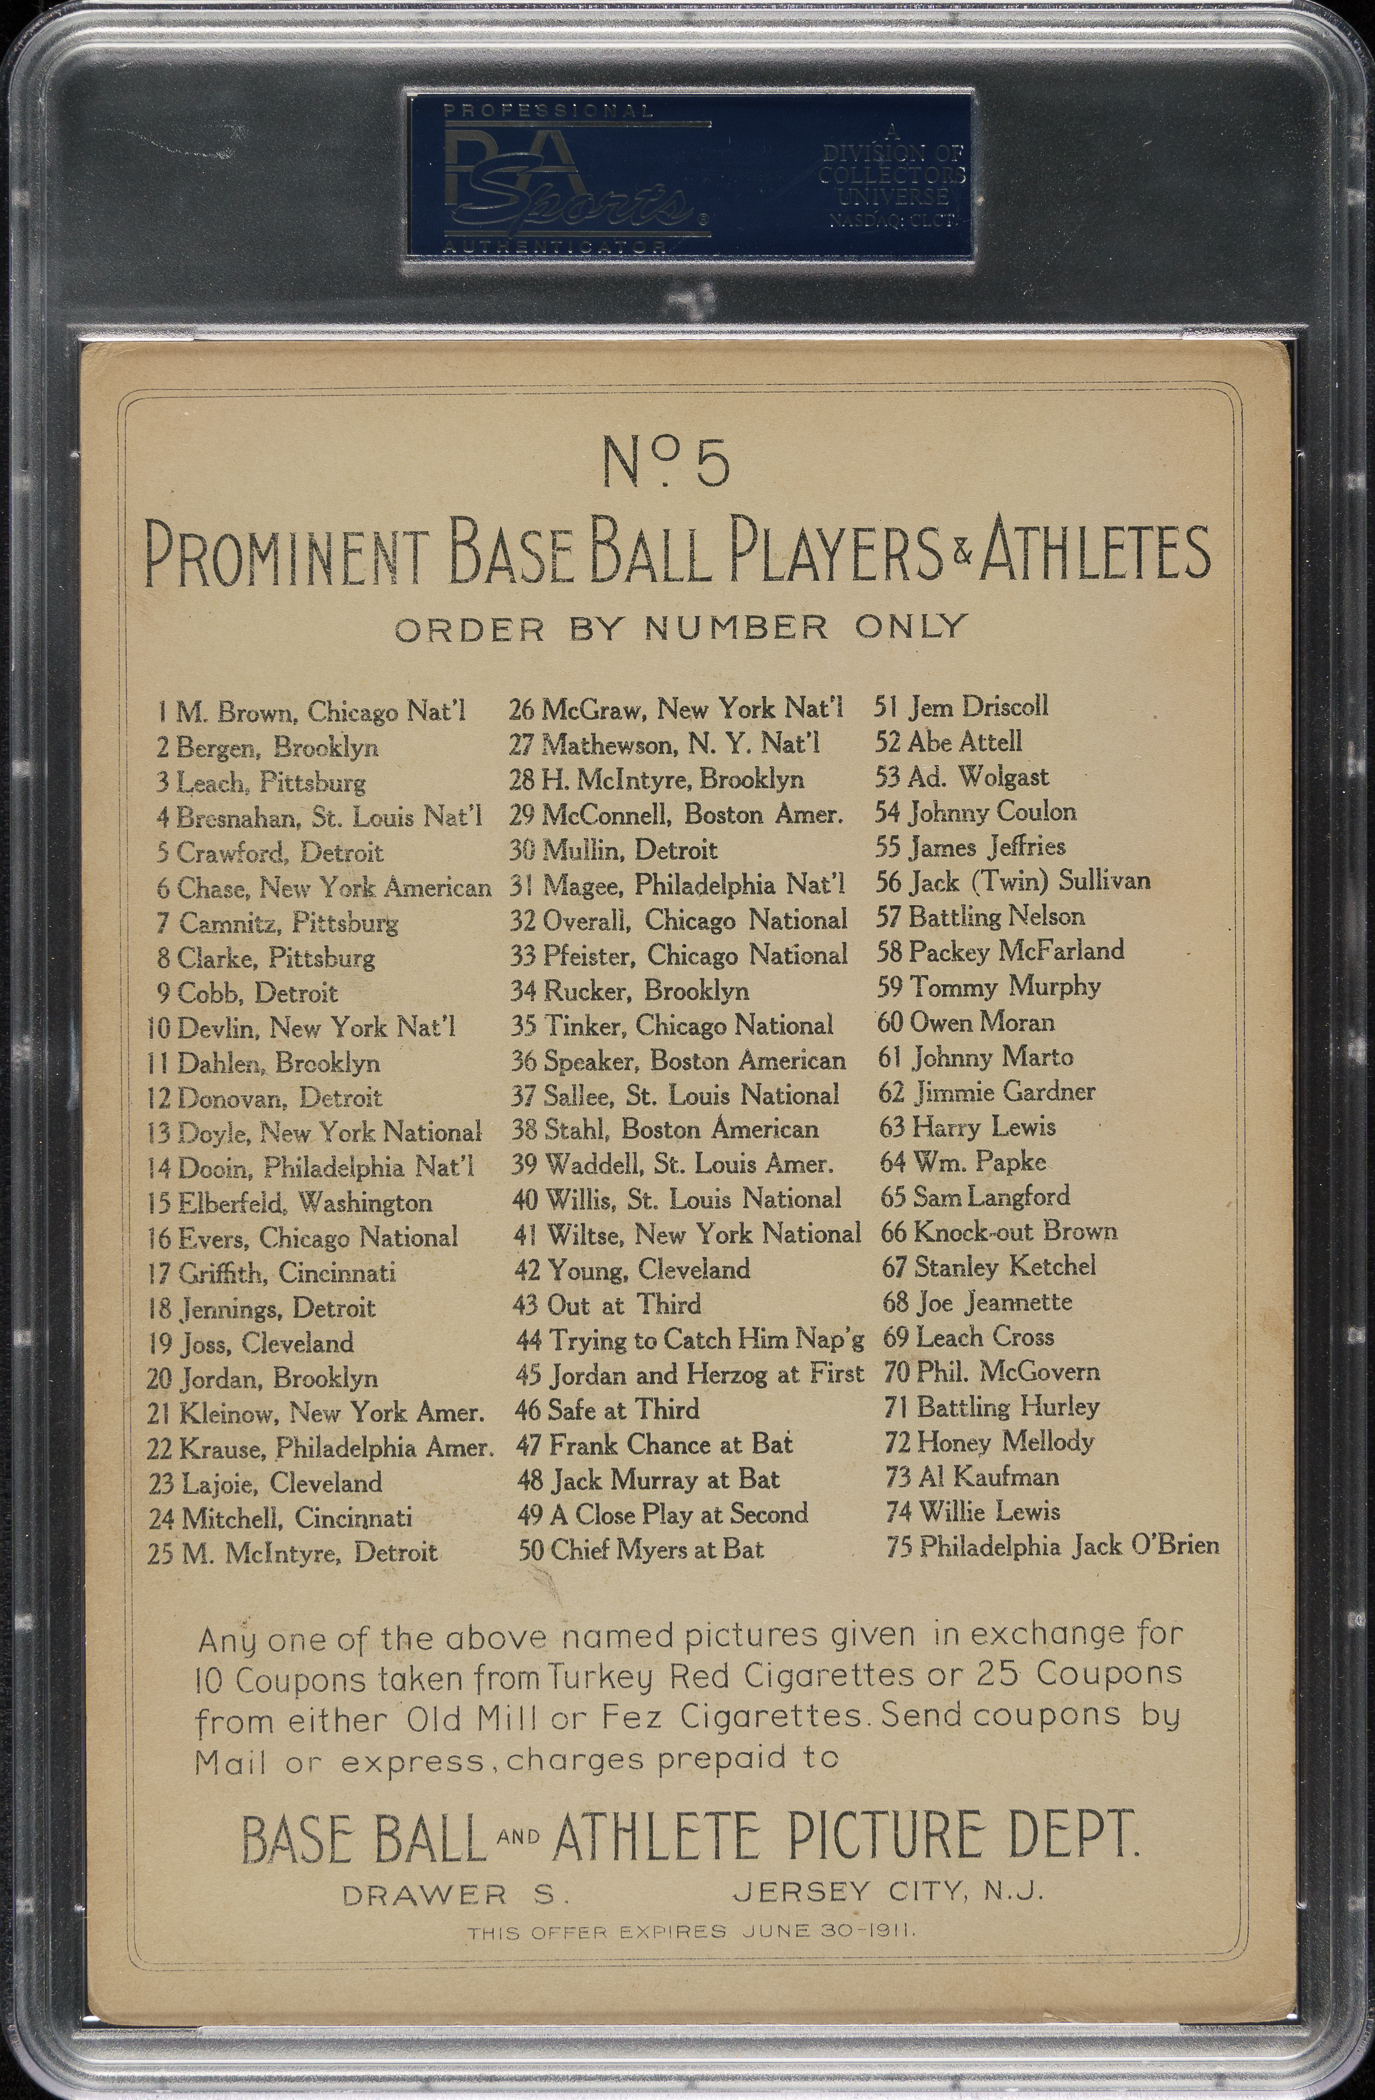 PROFESSIONAL
PSA
Sports®
AUTHENTICATOR
A
DIVISION OF
COLLECTORS
UNIVERSE
NASDAQ: CLCT
Nº 5
PROMINENT BASE BALL PLAYERS & ATHLETES
ORDER BY NUMBER ONLY
1 M. Brown, Chicago Nat'l
2 Bergen, Brooklyn
3 Leach, Pittsburg
4 Bresnahan, St. Louis Nat'l
5 Crawford, Detroit
6 Chase, New York American
7 Camnitz, Pittsburg
8 Clarke, Pittsburg
9 Cobb, Detroit
10 Devlin, New York Nat'l
11 Dahlen, Brooklyn
12 Donovan, Detroit
13 Doyle, New York National
14 Dooin, Philadelphia Nat'l
15 Elberfeld, Washington
16 Evers, Chicago National
17 Griffith, Cincinnati
18 Jennings, Detroit
19 Joss, Cleveland
20 Jordan, Brooklyn
21 Kleinow, New York Amer.
22 Krause, Philadelphia Amer.
23 Lajoie, Cleveland
24 Mitchell, Cincinnati
25 M. McIntyre, Detroit
26 McGraw, New York Nat'l
27 Mathewson, N. Y. Nat'l
28 H. McIntyre, Brooklyn
29 McConnell, Boston Amer.
30 Mullin, Detroit
31 Magee, Philadelphia Nat'l
32 Overall, Chicago National
33 Pfeister, Chicago National
34 Rucker, Brooklyn
35 Tinker, Chicago National
36 Speaker, Boston American
37 Sallee, St. Louis National
38 Stahl, Boston American
39 Waddell, St. Louis Amer.
40 Willis, St. Louis National
41 Wiltse, New York National
42 Young, Cleveland
43 Out at Third
44 Trying to Catch Him Nap'g
45 Jordan and Herzog at First
46 Safe at Third
47 Frank Chance at Bat
48 Jack Murray at Bat
49 A Close Play at Second
50 Chief Myers at Bat
51 Jem Driscoll
52 Abe Attell
53 Ad. Wolgast
54 Johnny Coulon
55 James Jeffries
56 Jack (Twin) Sullivan
57 Battling Nelson
58 Packey McFarland
59 Tommy Murphy
60 Owen Moran
61 Johnny Marto
62 Jimmie Gardner
63 Harry Lewis
64 Wm. Papke
65 Sam Langford
66 Knock-out Brown
67 Stanley Ketchel
68 Joe Jeannette
69 Leach Cross
70 Phil. McGovern
71 Battling Hurley
72 Honey Mellody
73 Al Kaufman
74 Willie Lewis
75 Philadelphia Jack O'Brien
Any one of the above named pictures given in exchange for
10 Coupons taken from Turkey Red Cigarettes or 25 Coupons
from either Old Mill or Fez Cigarettes. Send coupons by
Mail or express, charges prepaid to
BASE BALL AND ATHLETE PICTURE DEPT.
DRAWER S. JERSEY CITY, N.J.
THIS OFFER EXPIRES JUNE 30-1911.